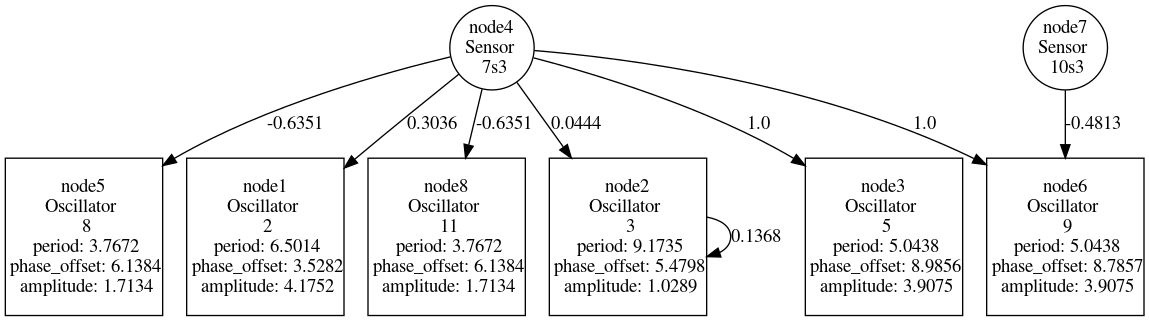 node4
Sensor
7s3
node7
Sensor
10s3
-0.6351
0.3036
-0.6351
0.0444
1.0
1.0
-0.4813
node5
Oscillator
8
period: 3.7672
phase_offset: 6.1384
amplitude: 1.7134
node1
Oscillator
2
period: 6.5014
phase_offset: 3.5282
amplitude: 4.1752
node8
Oscillator
11
period: 3.7672
phase_offset: 6.1384
amplitude: 1.7134
node2
Oscillator
3
period: 9.1735
phase_offset: 5.4798
amplitude: 1.0289
0.1368
node3
Oscillator
5
period: 5.0438
phase_offset: 8.9856
amplitude: 3.9075
node6
Oscillator
9
period: 5.0438
phase_offset: 8.7857
amplitude: 3.9075